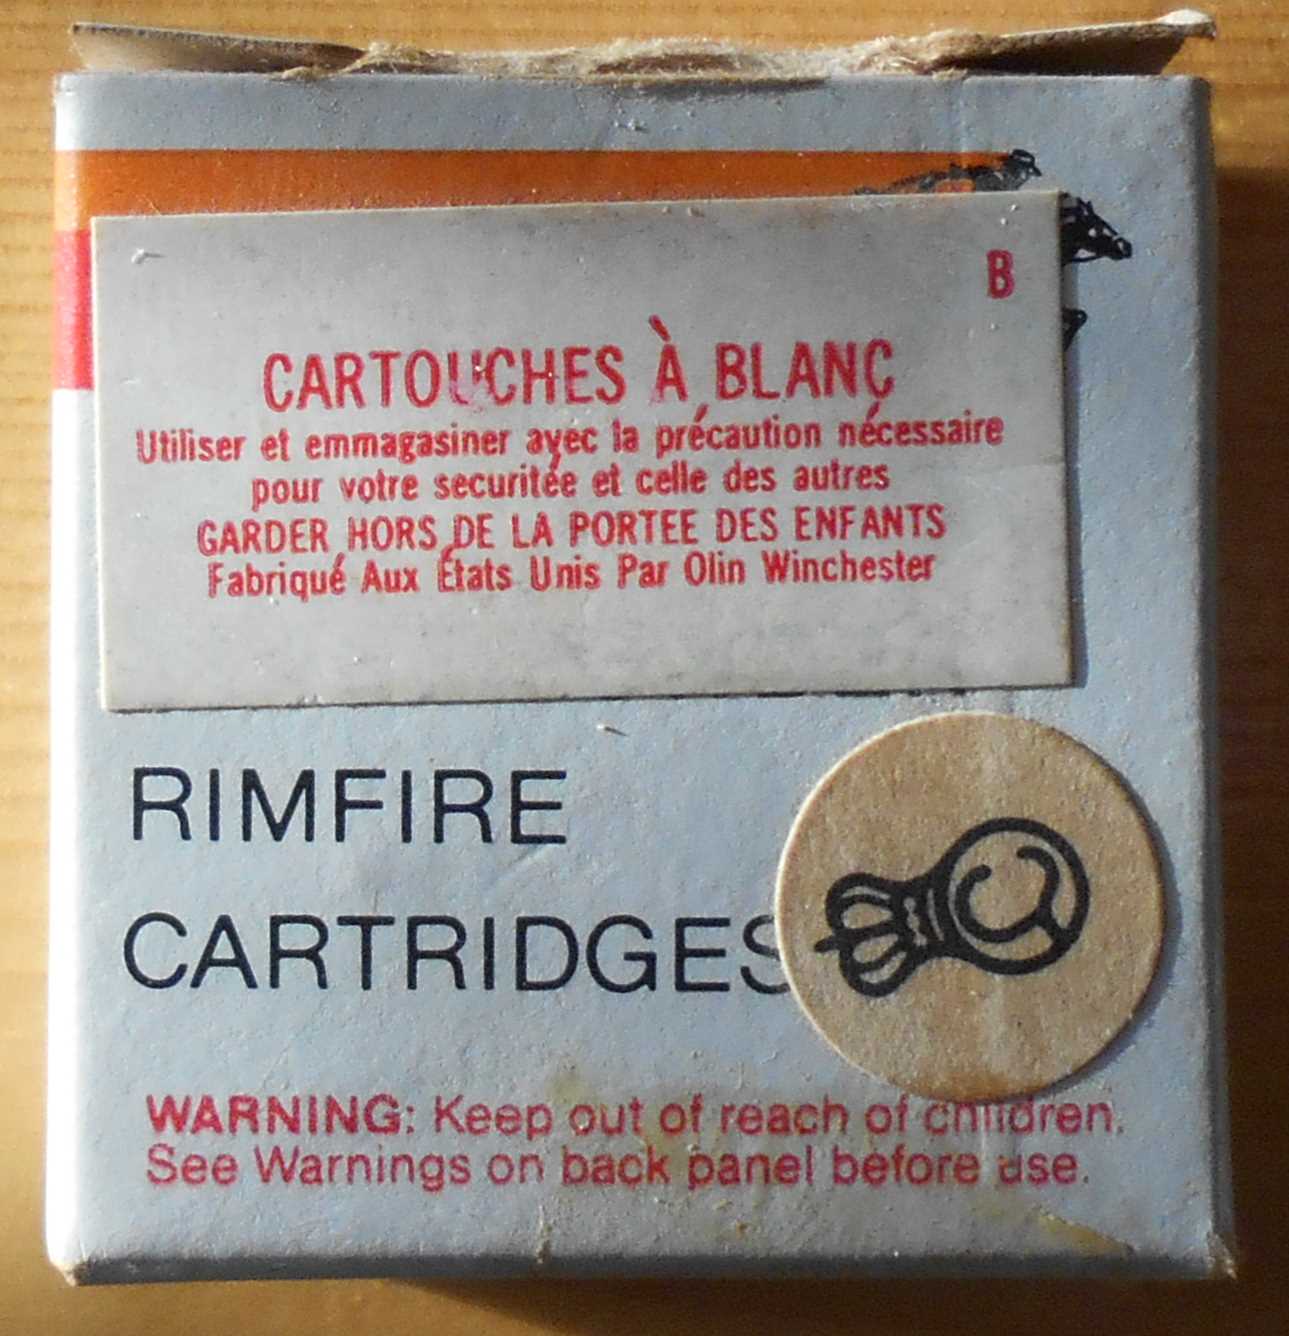 B
CARTOUCHES À BLANC
Utiliser et emmagasiner avec la précaution nécessaire
pour votre securitée et celle des autres
GARDER HORS DE LA PORTEE DES ENFANTS
Fabriqué Aux États Unis Par Olin Winchester
RIMFIRE
CARTRIDGES
WARNING: Keep out of reach of children.
See Warnings on back panel before use.